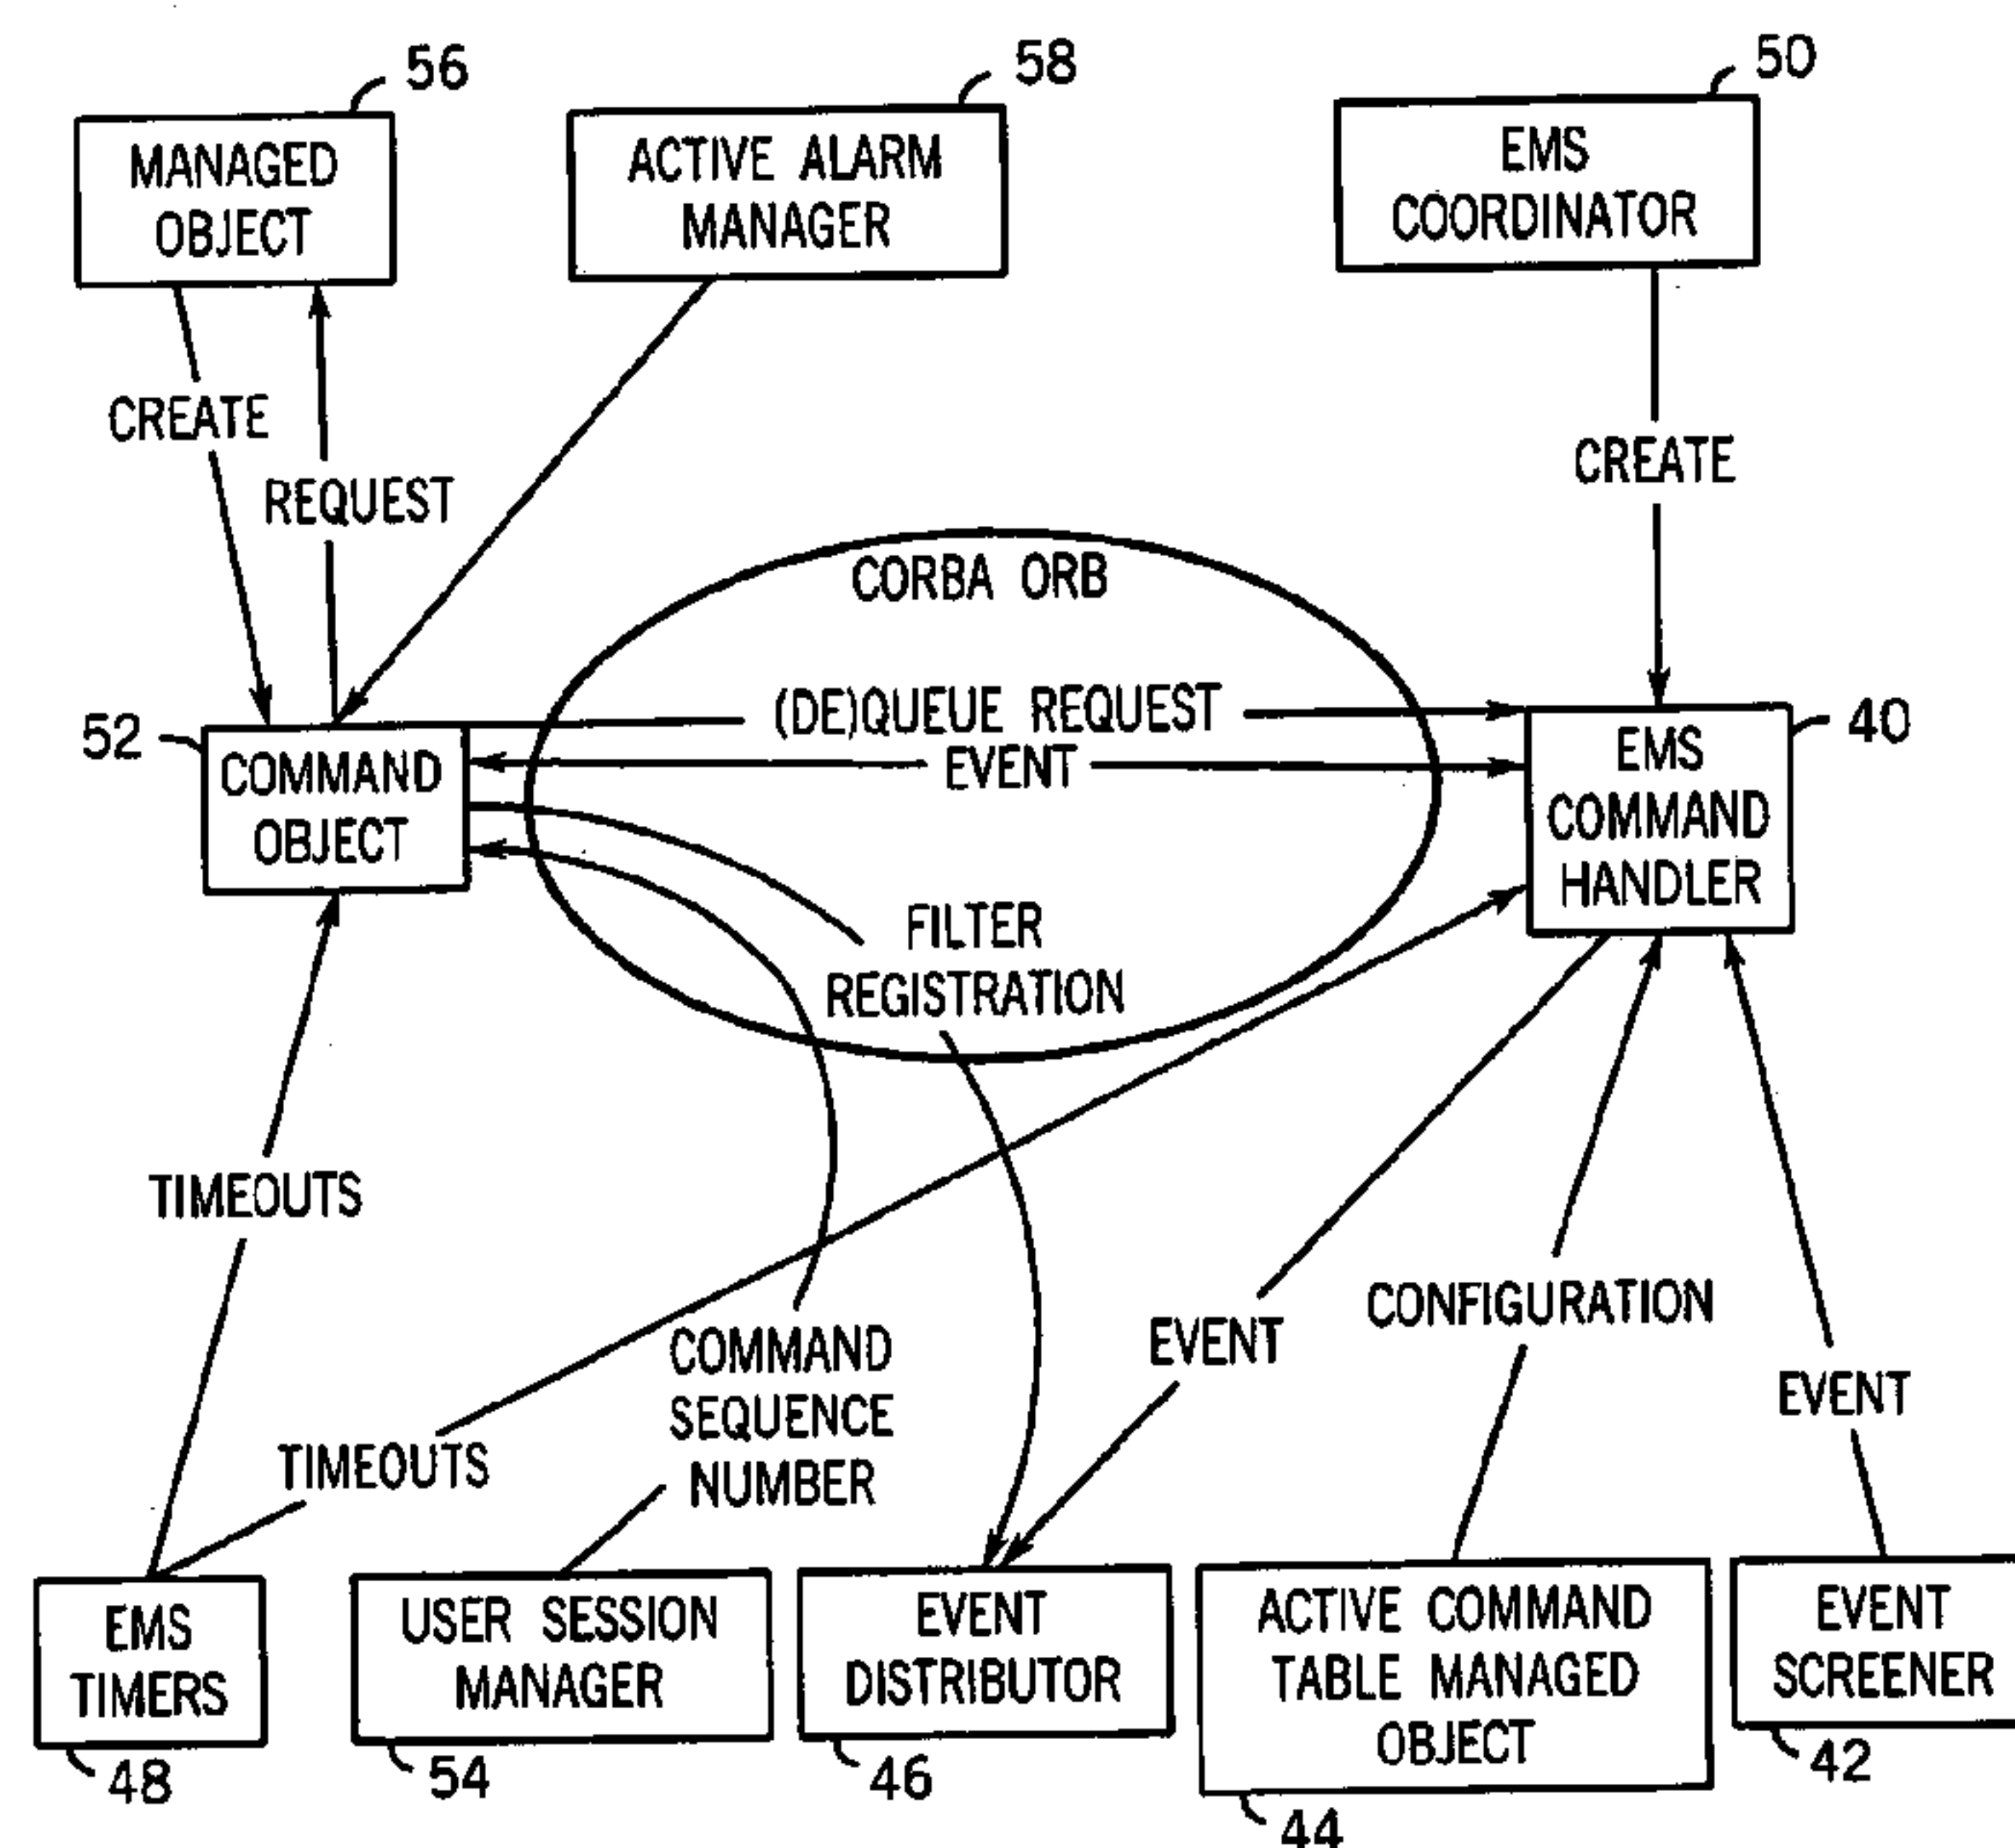 56
58
50
MANAGED
OBJECT
ACTIVE ALARM
MANAGER
EMS
COORDINATOR
CREATE
REQUEST
CREATE
CORBA ORB
52
COMMAND
OBJECT
(DE)QUEUE REQUEST
EVENT
40
EMS
COMMAND
HANDLER
FILTER
REGISTRATION
TIMEOUTS
TIMEOUTS
COMMAND
SEQUENCE
NUMBER
EVENT
CONFIGURATION
EVENT
EMS
TIMERS
USER SESSION
MANAGER
EVENT
DISTRIBUTOR
ACTIVE COMMAND
TABLE MANAGED
OBJECT
EVENT
SCREENER
48
54
46
44
42